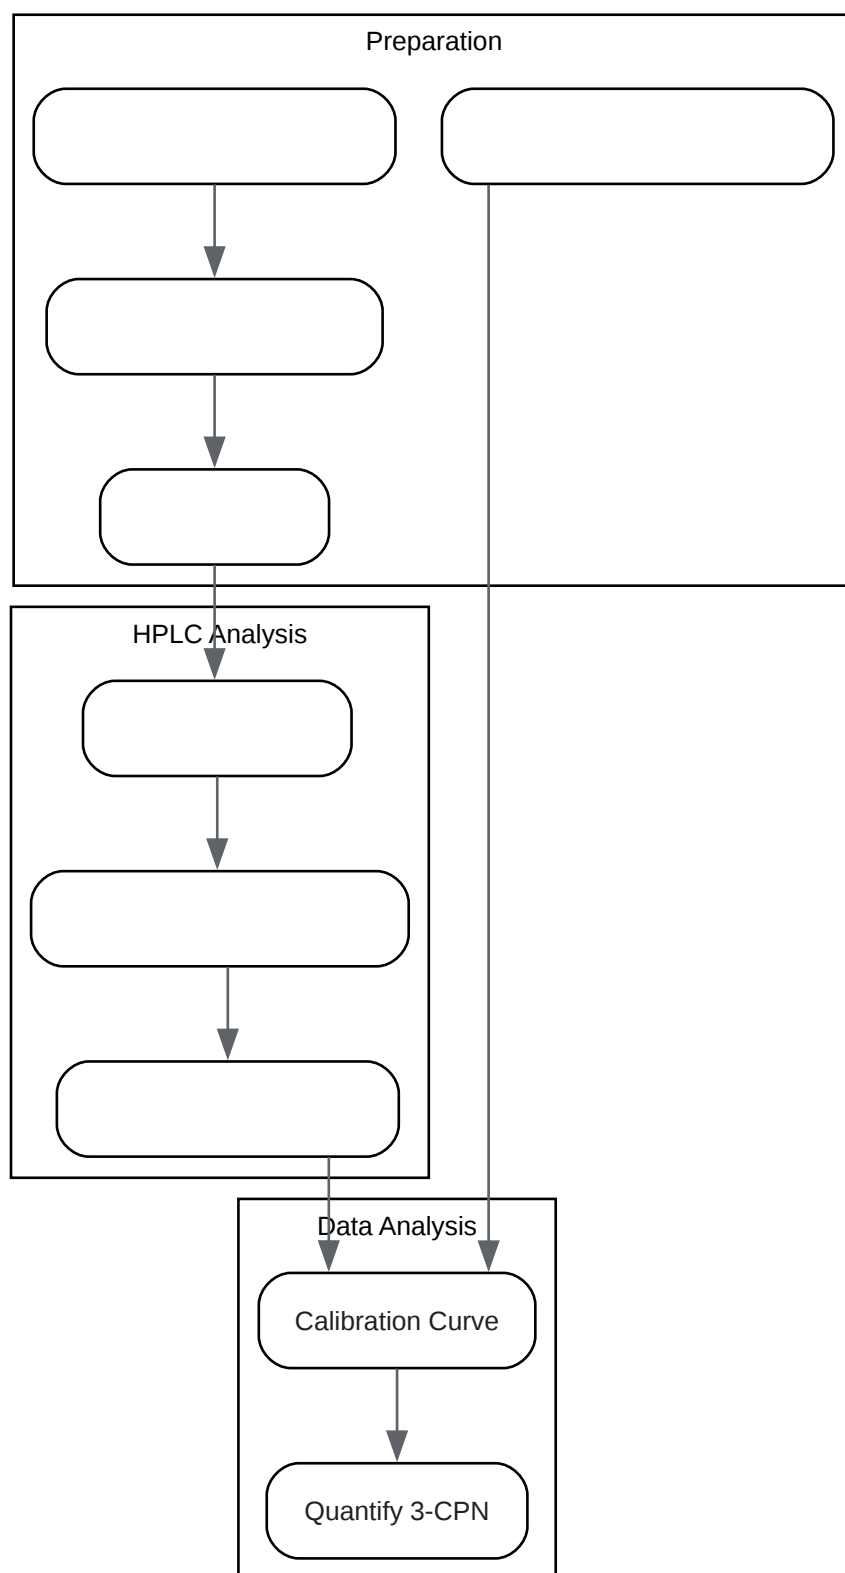 Preparation
HPLC Analysis
Data Analysis
Calibration Curve
Quantify 3-CPN